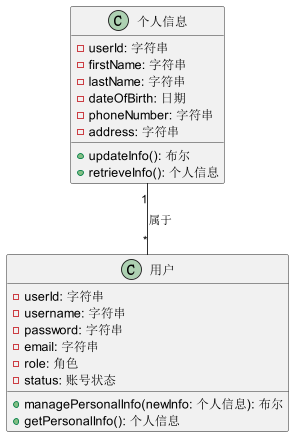 C 个人信息
userId: 字符串
firstName: 字符串
lastName: 字符串
dateOfBirth: 日期
phoneNumber: 字符串
address: 字符串
updateInfo(): 布尔
retrieveInfo(): 个人信息
1
属于
*
C 用户
userId: 字符串
username: 字符串
password: 字符串
email: 字符串
role: 角色
status: 账号状态
managePersonalInfo(newInfo: 个人信息): 布尔
getPersonalInfo(): 个人信息